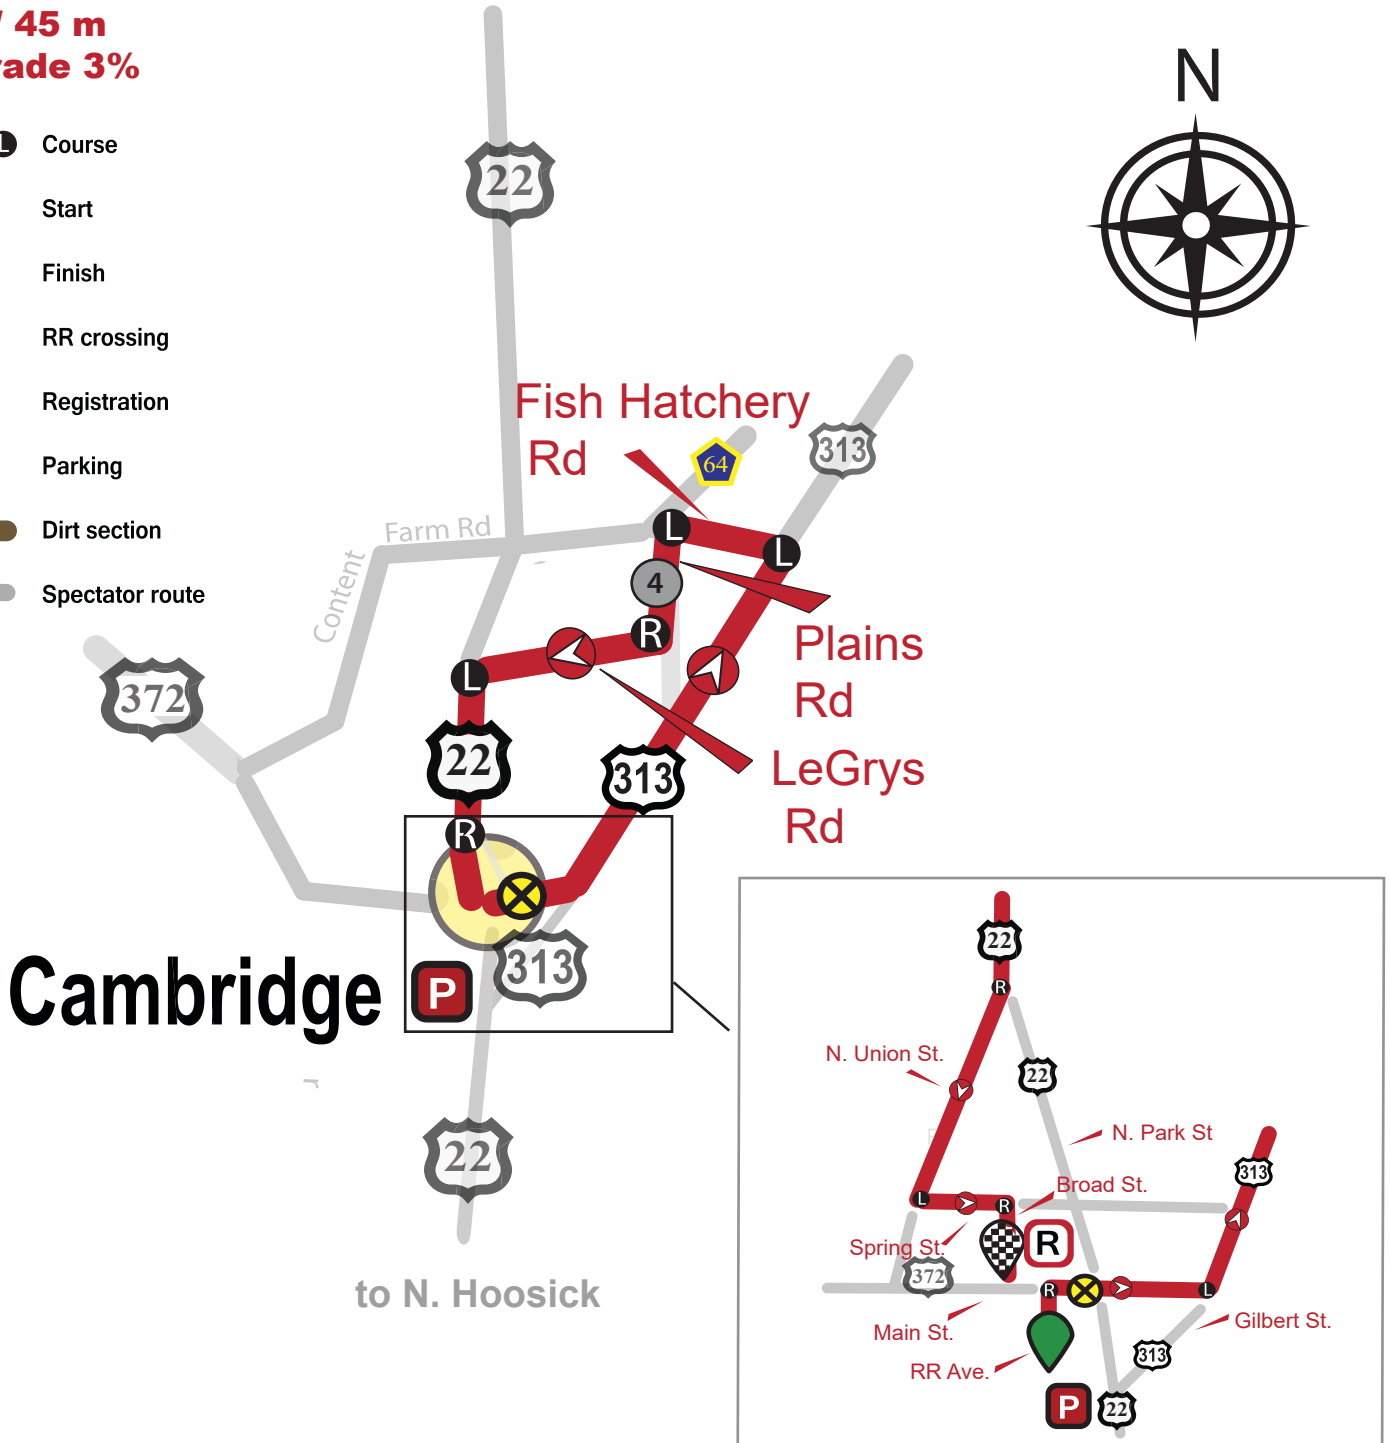 / 45 m
rade 3%
L Course
Start
Finish
RR crossing
Registration
Parking
Dirt section
Spectator route
N
22
Fish Hatchery
Rd
64
313
Farm Rd
Content
L
L
4
R
Plains
Rd
372
L
22
313
LeGrys
Rd
R
313
Cambridge
P
22
to N. Hoosick
22
R
N. Union St.
22
N. Park St
313
Broad St.
L
R
Spring St.
R
372
R
L
Main St.
Gilbert St.
RR Ave.
313
P
22